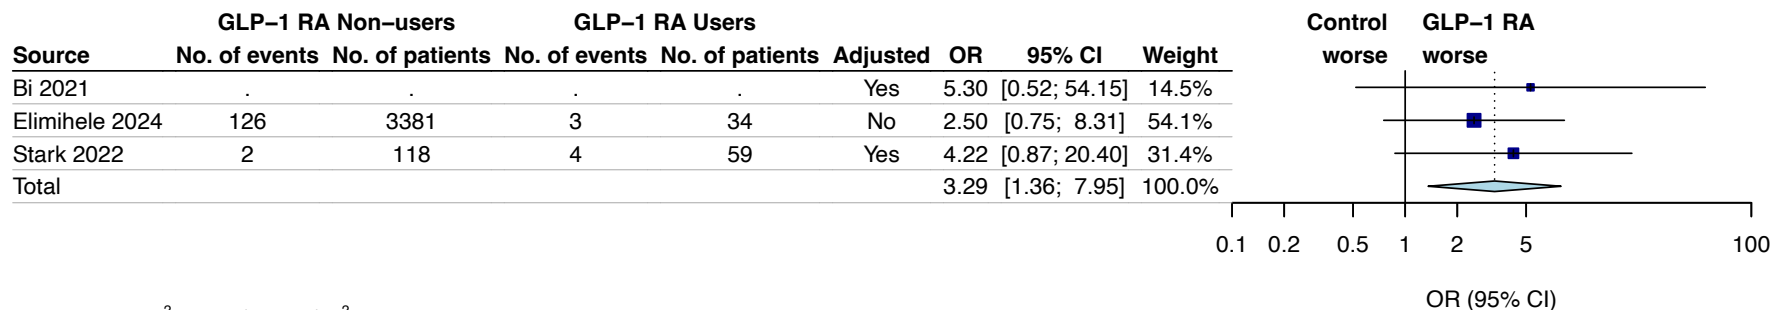 GLP−1 RA Non−users GLP−1 RA Users Control GLP−1 RA
Source No. of events No. of patients No. of events No. of patients Adjusted OR 95% CI Weight worse worse
Bi 2021 . . . . Yes 5.30 [0.52; 54.15] 14.5%
Elimihele 2024 126 3381 3 34 No 2.50 [0.75; 8.31] 54.1%
Stark 2022 2 118 4 59 Yes 4.22 [0.87; 20.40] 31.4%
Total 3.29 [1.36; 7.95] 100.0%
0.1 0.2 0.5 1 2 5 100
OR (95% CI)
2 2